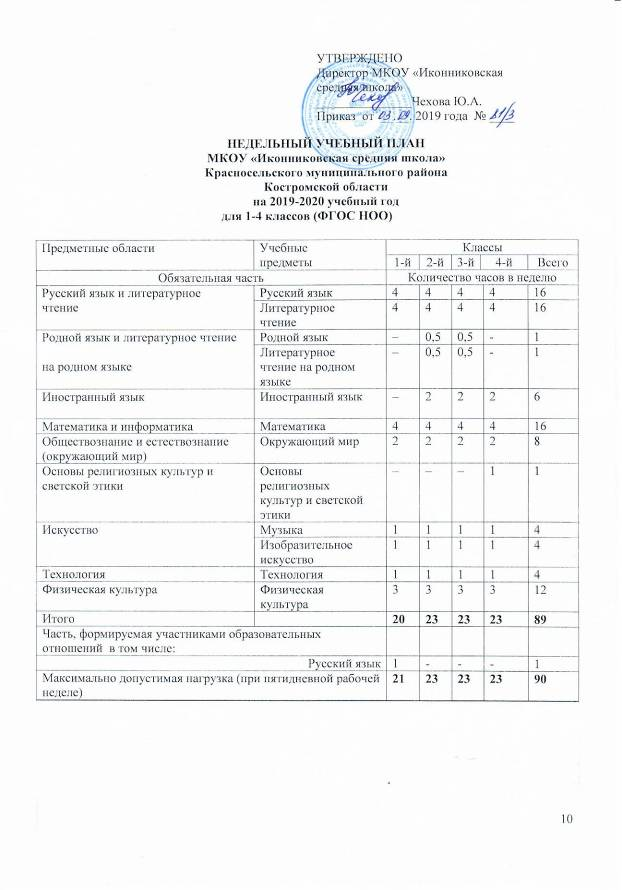 УТВЕРЖДЕНО
Директор МКОУ «Иконниковская
средняя школа»
Чехова Ю.А.
Приказ от 03.09.2019 года № 81/3
НЕДЕЛЬНЫЙ УЧЕБНЫЙ ПЛАН
МКОУ «Иконниковская средняя школа»
Красносельского муниципального района
Костромской области
на 2019-2020 учебный год
для 1-4 классов (ФГОС НОО)
Предметные области Учебные предметы Классы
1-й 2-й 3-й 4-й Всего
Обязательная часть Количество часов в неделю
Русский язык и литературное Русский язык 4 4 4 4 16
чтение Литературное 4 4 4 4 16
чтение
Родной язык и литературное чтение Родной язык – 0,5 0,5 - 1
Литературное – 0,5 0,5 - 1
на родном языке чтение на родном
языке
Иностранный язык Иностранный язык – 2 2 2 6
Математика и информатика Математика 4 4 4 4 16
Обществознание и естествознание Окружающий мир 2 2 2 2 8
(окружающий мир)
Основы религиозных культур и Основы – – – 1 1
светской этики религиозных
культур и светской
этики
Искусство Музыка 1 1 1 1 4
Изобразительное 1 1 1 1 4
искусство
Технология Технология 1 1 1 1 4
Физическая культура Физическая 3 3 3 3 12
культура
Итого 20 23 23 23 89
Часть, формируемая участниками образовательных
отношений в том числе:
Русский язык 1 - - - 1
Максимально допустимая нагрузка (при пятидневной рабочей 21 23 23 23 90
неделе)
10